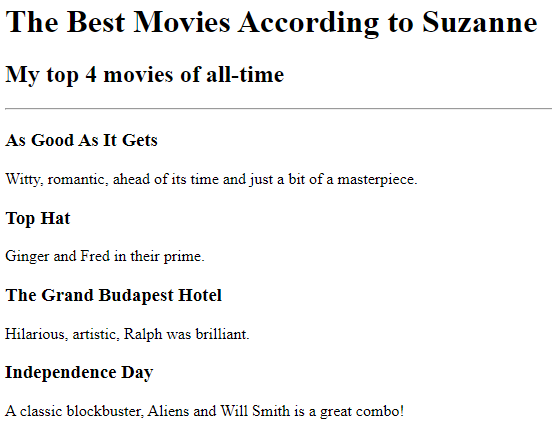 The Best Movies According to Suzanne
My top 4 movies of all-time
As Good As It Gets
Witty, romantic, ahead of its time and just a bit of a masterpiece.
Top Hat
Ginger and Fred in their prime.
The Grand Budapest Hotel
Hilarious, artistic, Ralph was brilliant.
Independence Day
A classic blockbuster, Aliens and Will Smith is a great combo!